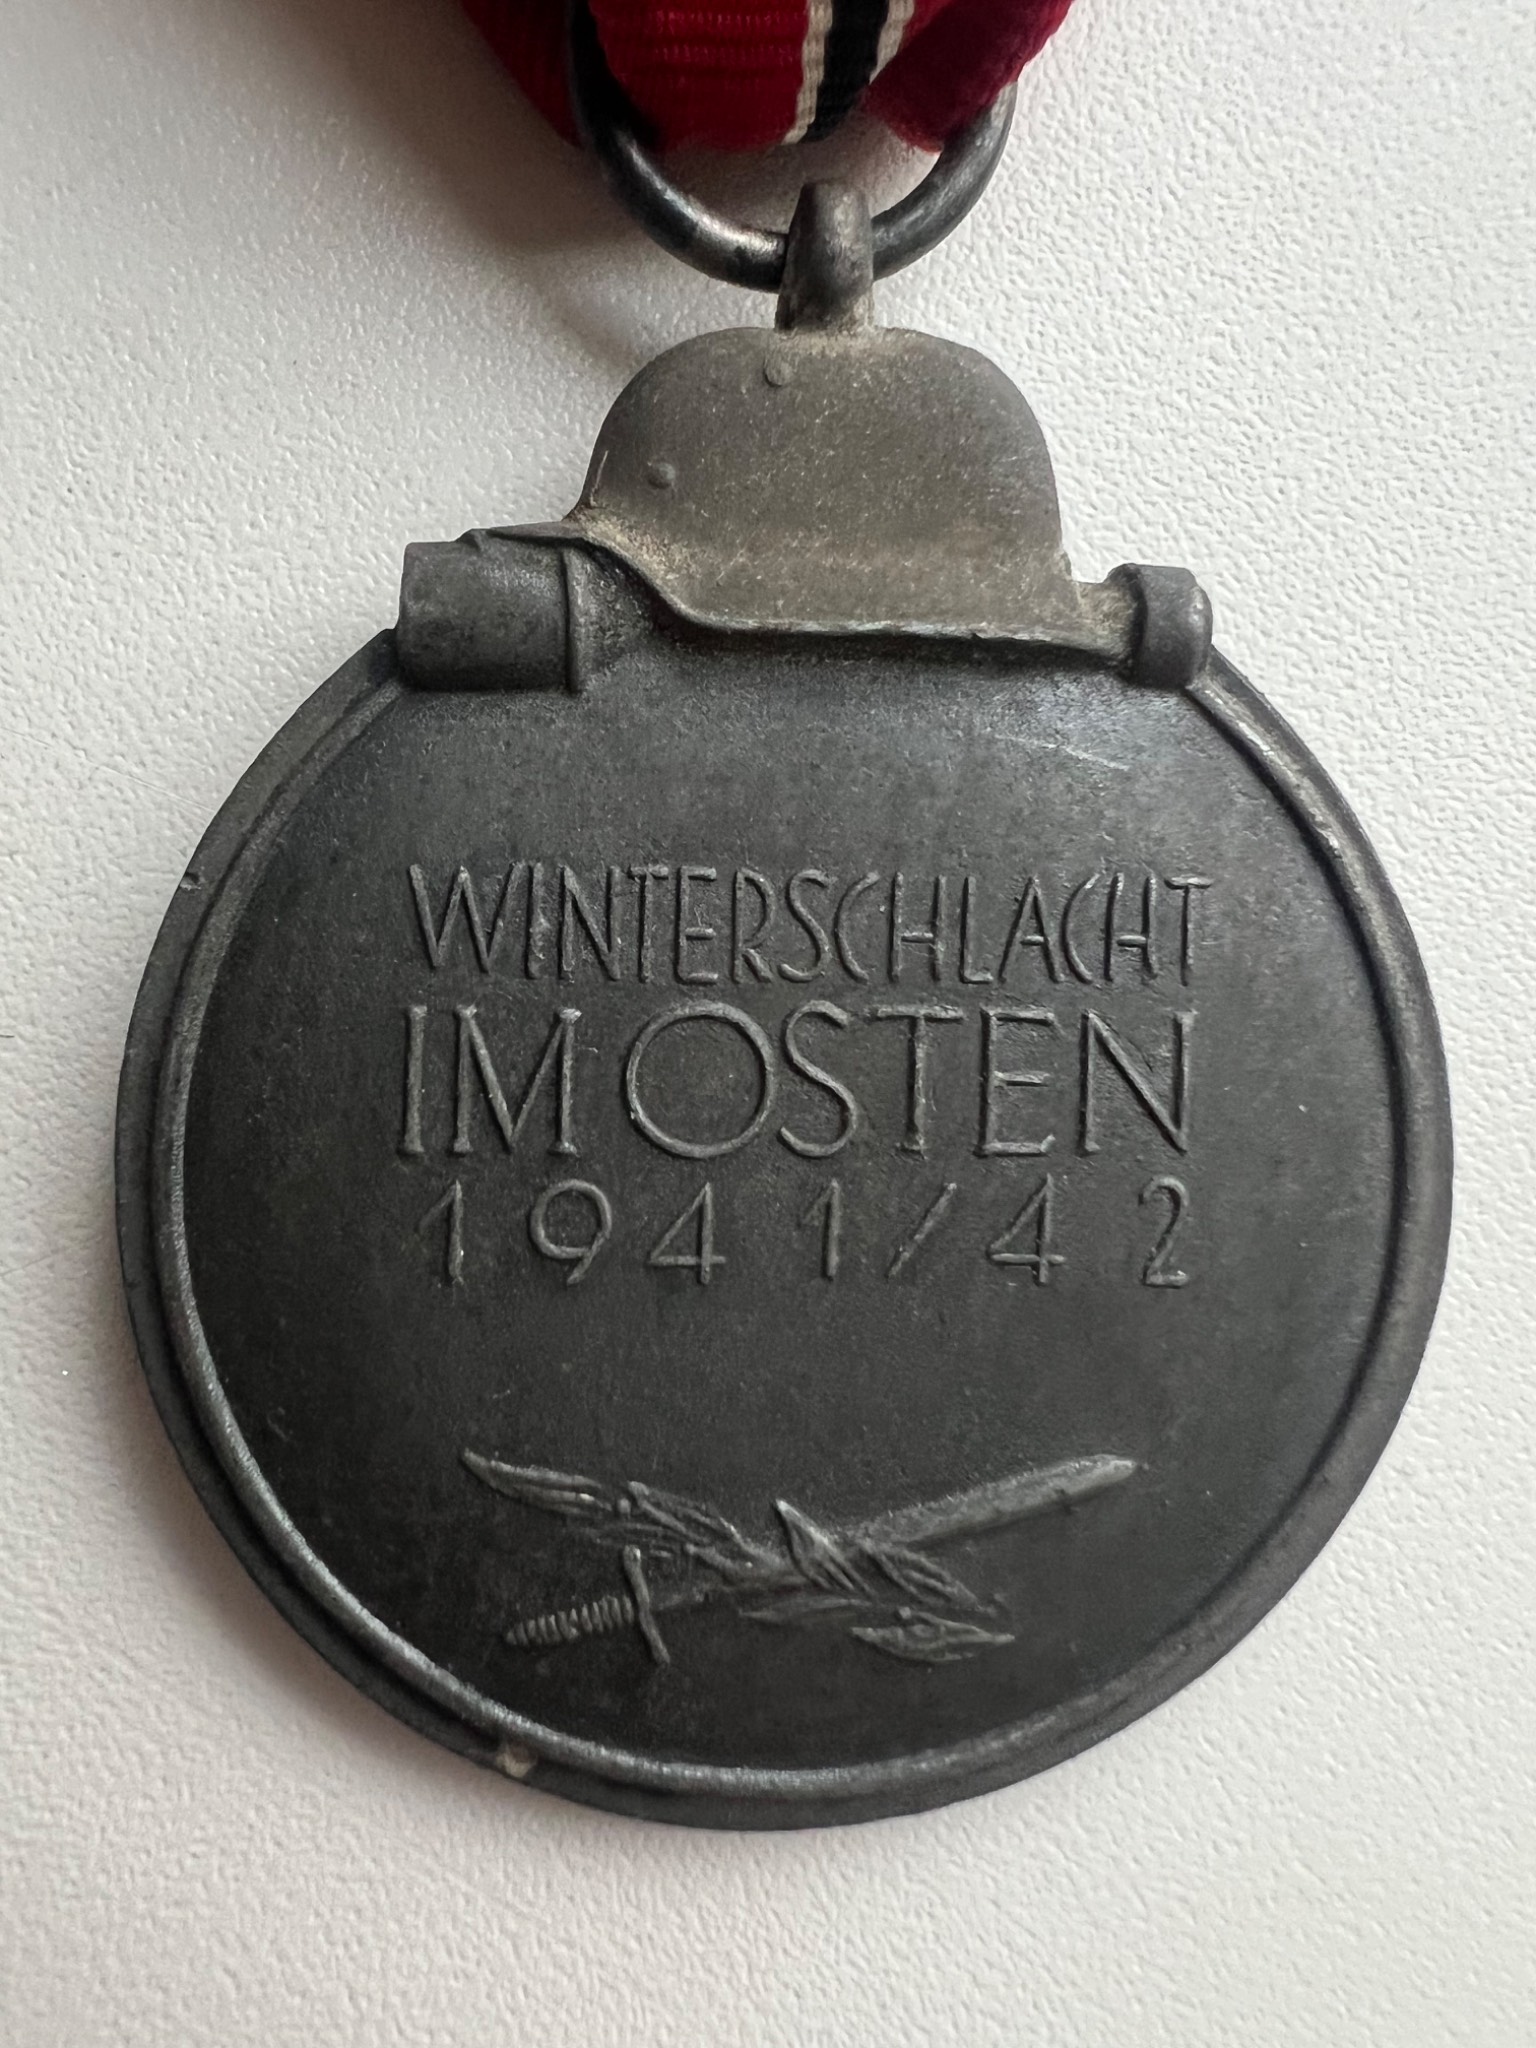 WINTERSCHLACHT
IM OSTEN
1941/42